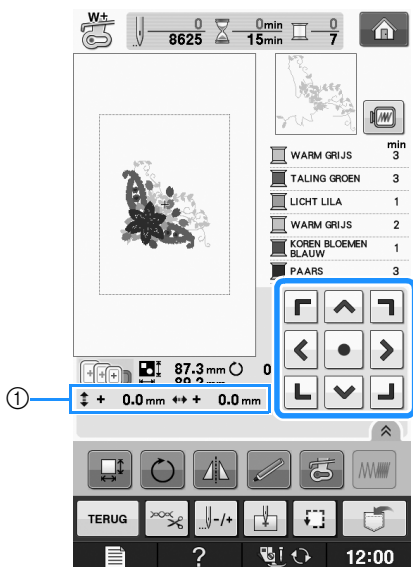 W±
0 0min 0
8625 15min 7
min
WARM GRIJS 3
TALING GROEN 3
LICHT LILA 1
WARM GRIJS 2
KOREN BLOEMEN
BLAUW 1
PAARS 3
87.3 mm 0
① + 0.0 mm + 0.0 mm
TERUG -/+
? 12:00